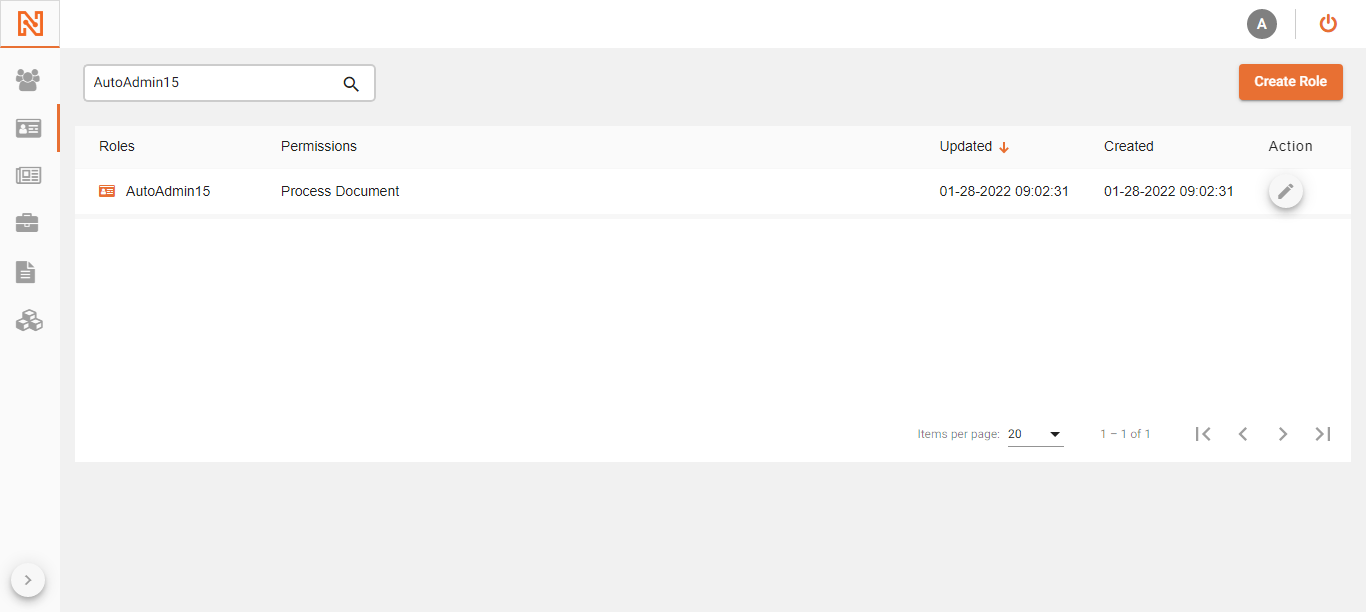 A
AutoAdmin15
Create Role
Roles Permissions Updated Created Action
AutoAdmin15 Process Document 01-28-2022 09:02:31 01-28-2022 09:02:31
Items per page: 20 1 – 1 of 1